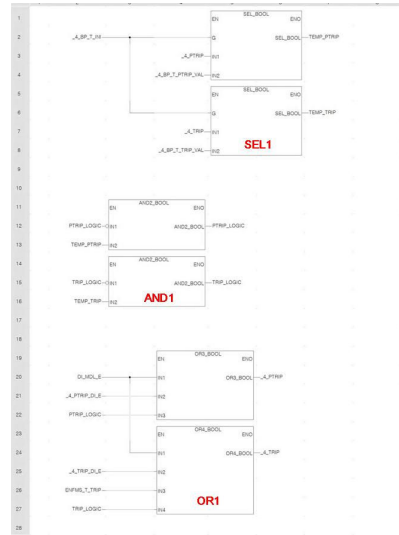 1
SEL_BOOL
EN ENO
2
_4_BP_T_INI G SEL_BOOL TEMP_PTRIP
3
_4_PTRIP IN1
4
_4_BP_T_PTRIP_VAL IN2
5
SEL_BOOL
EN ENO
6
G SEL_BOOL TEMP_TRIP
7
_4_TRIP IN1
8
_4_BP_T_TRIP_VAL IN2
SEL1
9
10
11
AND2_BOOL
EN ENO
12
PTRIP_LOGIC IN1 AND2_BOOL PTRIP_LOGIC
13
TEMP_PTRIP IN2
14
AND2_BOOL
EN ENO
15
TRIP_LOGIC IN1 AND2_BOOL TRIP_LOGIC
16
TEMP_TRIP IN2
AND1
17
18
19
OR3_BOOL
EN ENO
20
DI_MOL_E IN1 OR3_BOOL _4_PTRIP
21
_4_PTRIP_DI_E IN2
22
PTRIP_LOGIC IN3
23
OR4_BOOL
EN ENO
24
IN1 OR4_BOOL _4_TRIP
25
_4_TRIP_DI_E IN2
26
ENFMS_T_TRIP IN3
27
TRIP_LOGIC IN4
OR1
28